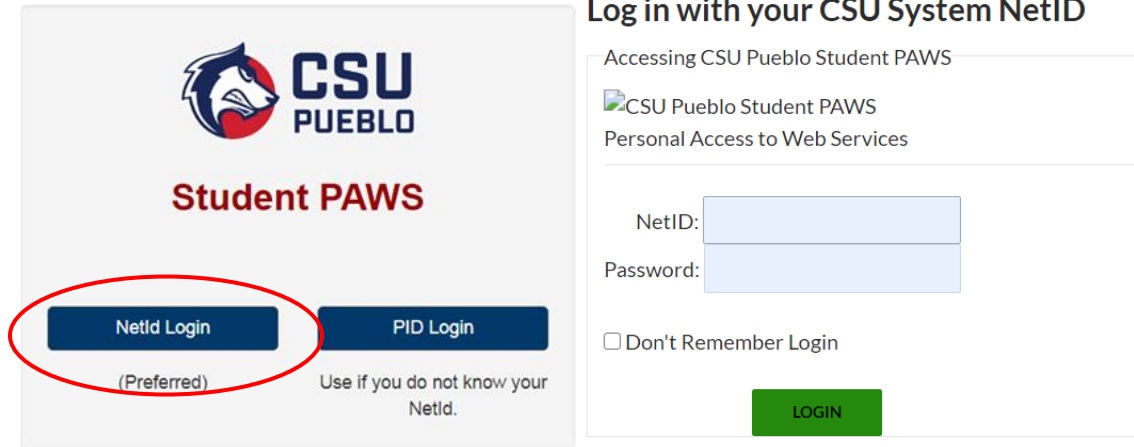 CSU
PUEBLO
Student PAWS
NetId Login
(Preferred)
PID Login
Use if you do not know your
NetId.
Log in with your CSU System NetID
Accessing CSU Pueblo Student PAWS
CSU Pueblo Student PAWS
Personal Access to Web Services
NetID:
Password:
Don't Remember Login
LOGIN